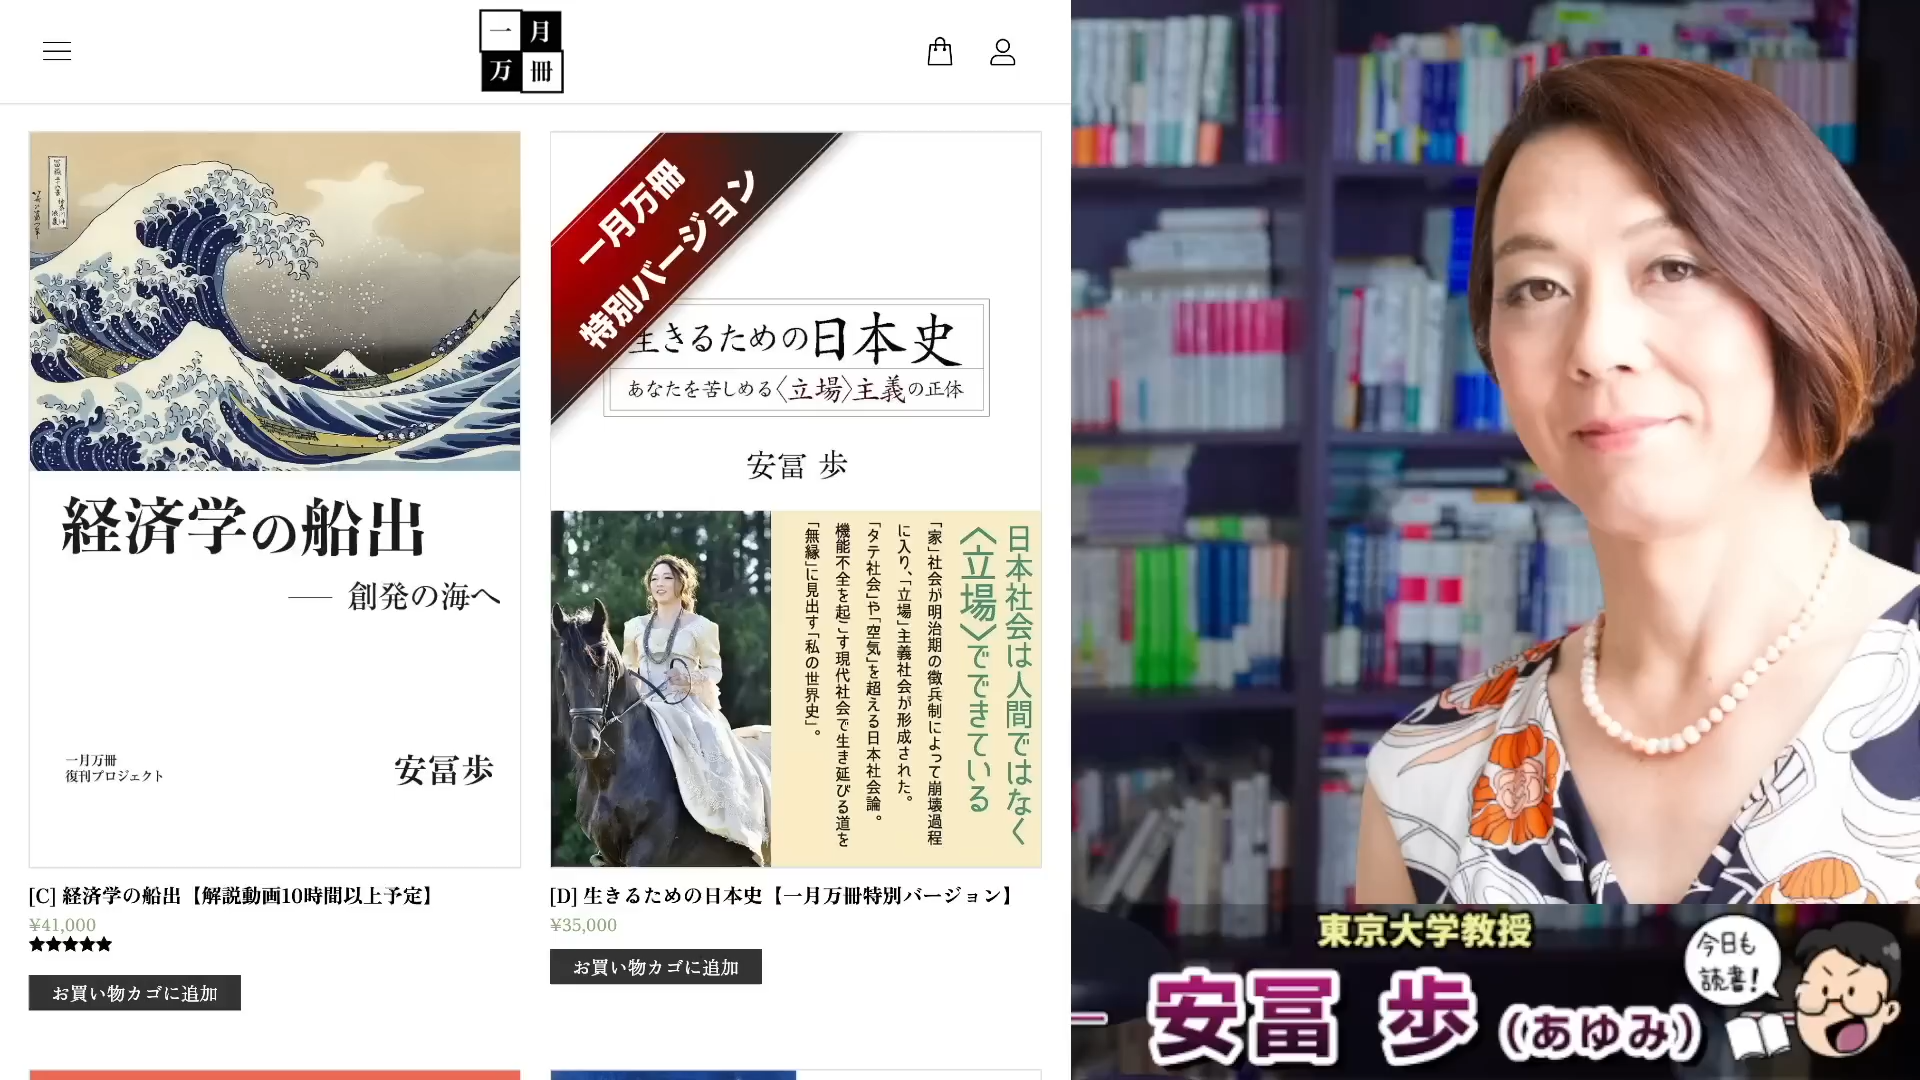 一月
万冊
経済学の船出
── 創発の海へ
一月万冊
復刊プロジェクト
安冨歩
[C] 経済学の船出【解説動画10時間以上予定】
¥41,000
★★★★★
お買い物カゴに追加
一月万冊
特別バージョン
生きるための日本史
あなたを苦しめる〈立場〉主義の正体
安冨 歩
日本社会は人間ではなく
〈立場〉でできている
「家」社会が明治期の徴兵制によって崩壊過程
に入り、「立場」主義社会が形成された。
「タテ社会」や「空気」を超える日本社会論。
機能不全を起こす現代社会で生き延びる道を
「無縁」に見出す「私の世界史」。
[D] 生きるための日本史【一月万冊特別バージョン】
¥35,000
お買い物カゴに追加
東京大学教授
安冨 歩（あゆみ）
今日も
読書!